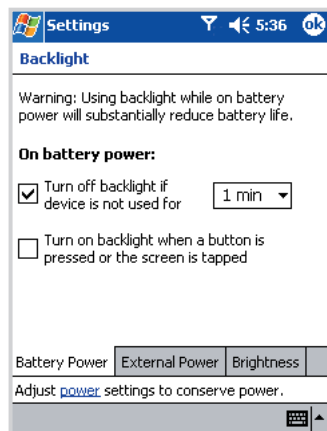 Settings 5:36 ok
Backlight
Warning: Using backlight while on battery
power will substantially reduce battery life.
On battery power:
Turn off backlight if
device is not used for 1 min
Turn on backlight when a button is
pressed or the screen is tapped
Battery Power External Power Brightness
Adjust power settings to conserve power.